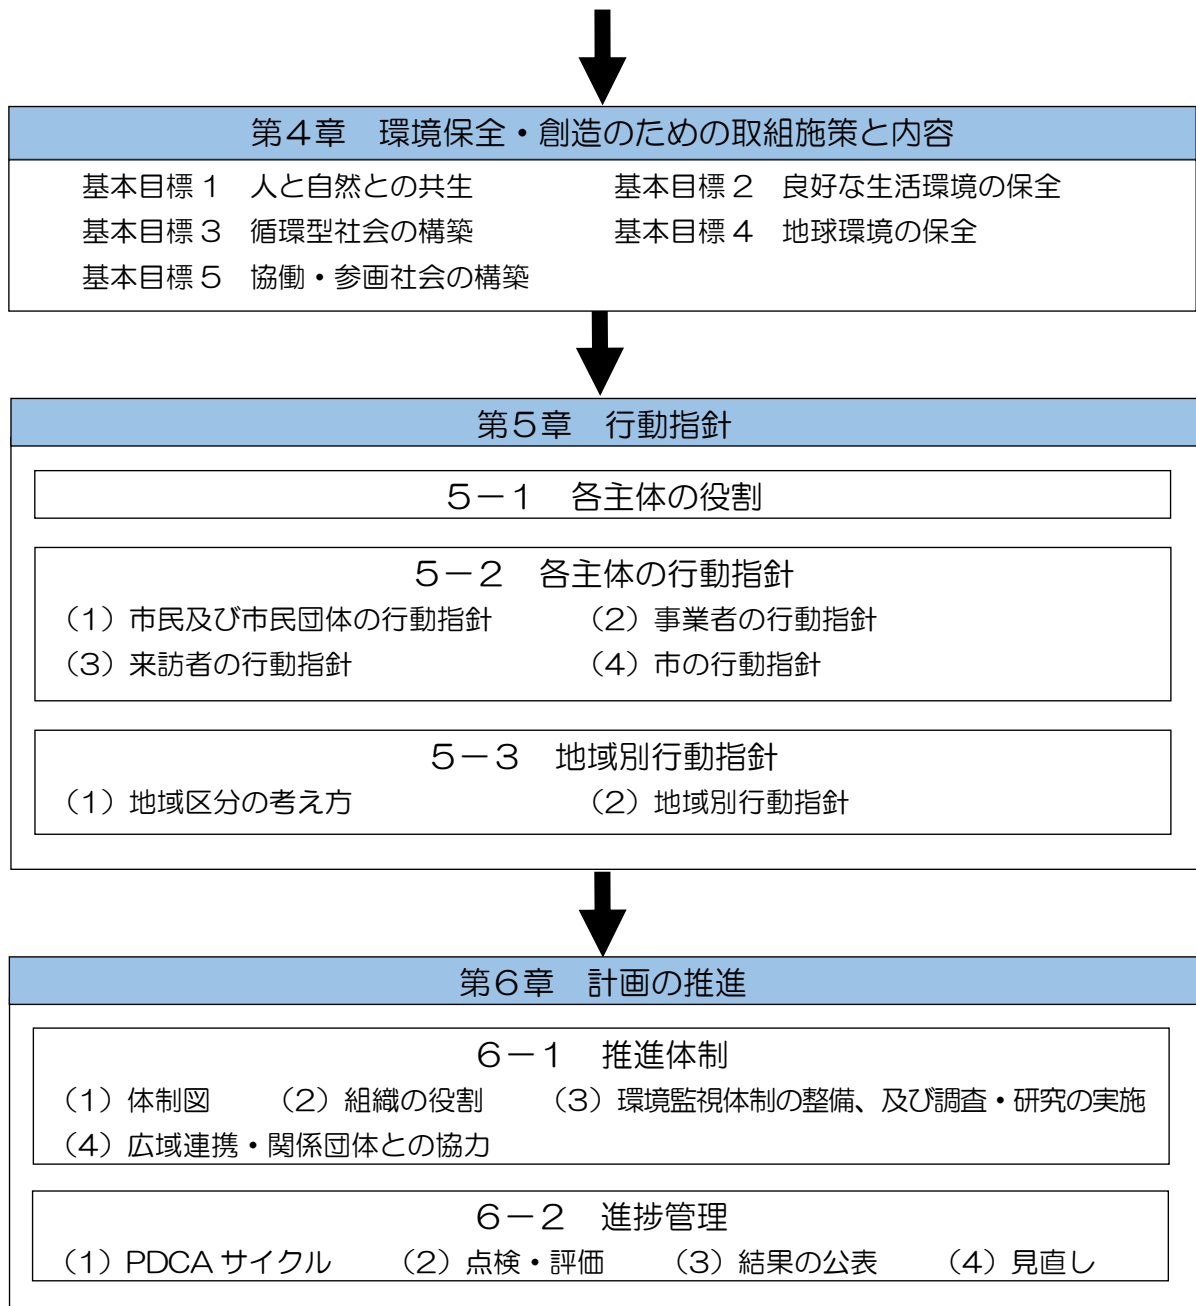 第4章　環境保全・創造のための取組施策と内容
基本目標1　人と自然との共生　基本目標2　良好な生活環境の保全
基本目標3　循環型社会の構築　基本目標4　地球環境の保全
基本目標5　協働・参画社会の構築
第5章　行動指針
5－1　各主体の役割
5－2　各主体の行動指針
（1）市民及び市民団体の行動指針　（2）事業者の行動指針
（3）来訪者の行動指針　（4）市の行動指針
5－3　地域別行動指針
（1）地域区分の考え方　（2）地域別行動指針
第6章　計画の推進
6－1　推進体制
（1）体制図　（2）組織の役割　（3）環境監視体制の整備、及び調査・研究の実施
（4）広域連携・関係団体との協力
6－2　進捗管理
（1）PDCAサイクル　（2）点検・評価　（3）結果の公表　（4）見直し